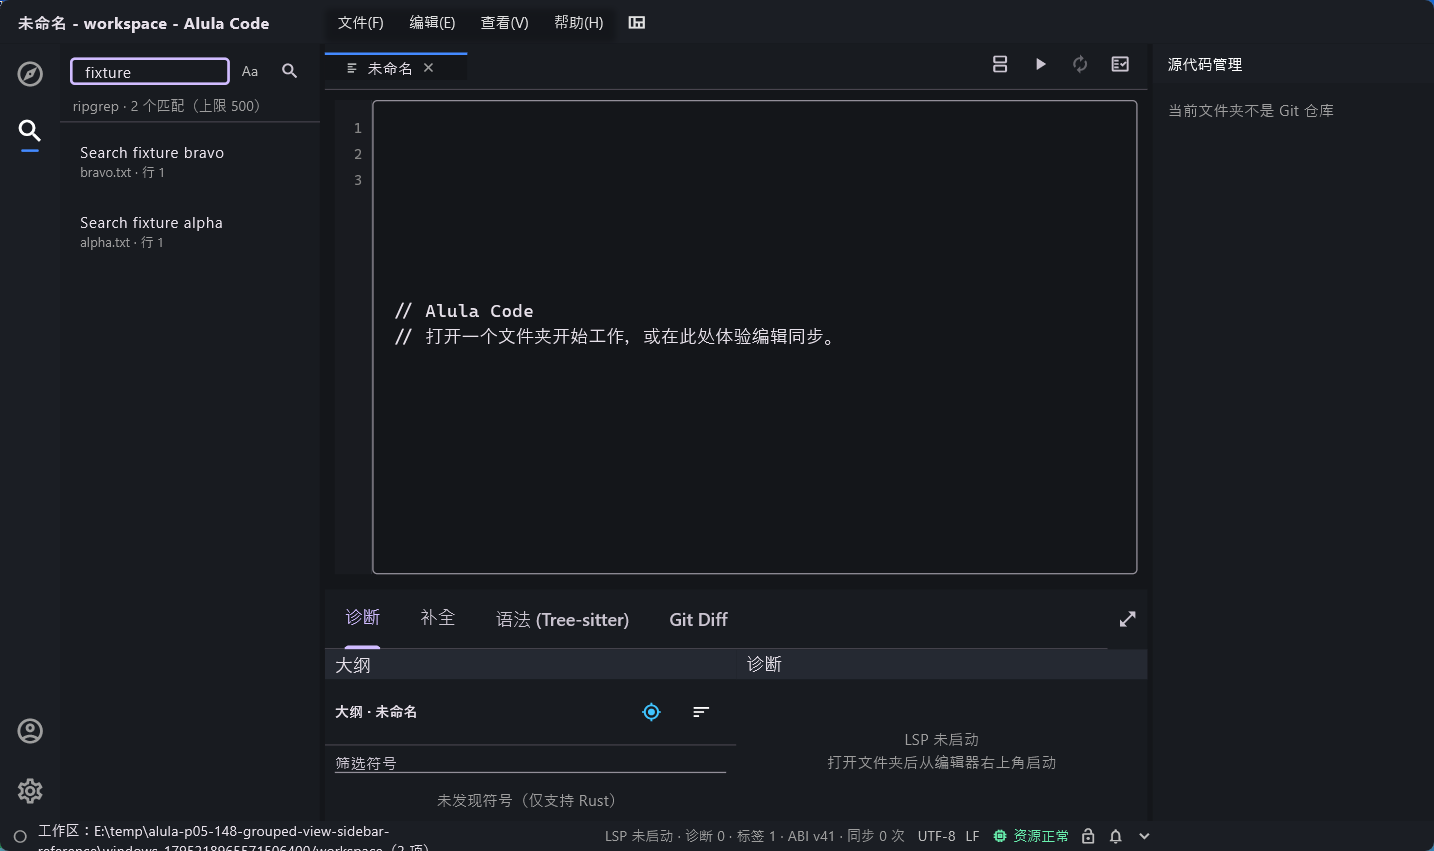 未命名 - workspace - Alula Code
文件(F) 编辑(E) 查看(V) 帮助(H)
fixture
Aa
ripgrep · 2 个匹配（上限 500）
Search fixture bravo
bravo.txt · 行 1
Search fixture alpha
alpha.txt · 行 1
未命名
1
2
3
// Alula Code
// 打开一个文件夹开始工作，或在此处体验编辑同步。
源代码管理
当前文件夹不是 Git 仓库
诊断 补全 语法 (Tree-sitter) Git Diff
大纲
诊断
大纲 · 未命名
筛选符号
未发现符号（仅支持 Rust）
LSP 未启动
打开文件夹后从编辑器右上角启动
工作区：E:\temp\alula-p05-148-grouped-view-sidebar-
reference\windows-1795218965571506400/workspace（2 项）
LSP 未启动 · 诊断 0 · 标签 1 · ABI v41 · 同步 0 次 UTF-8 LF 资源正常